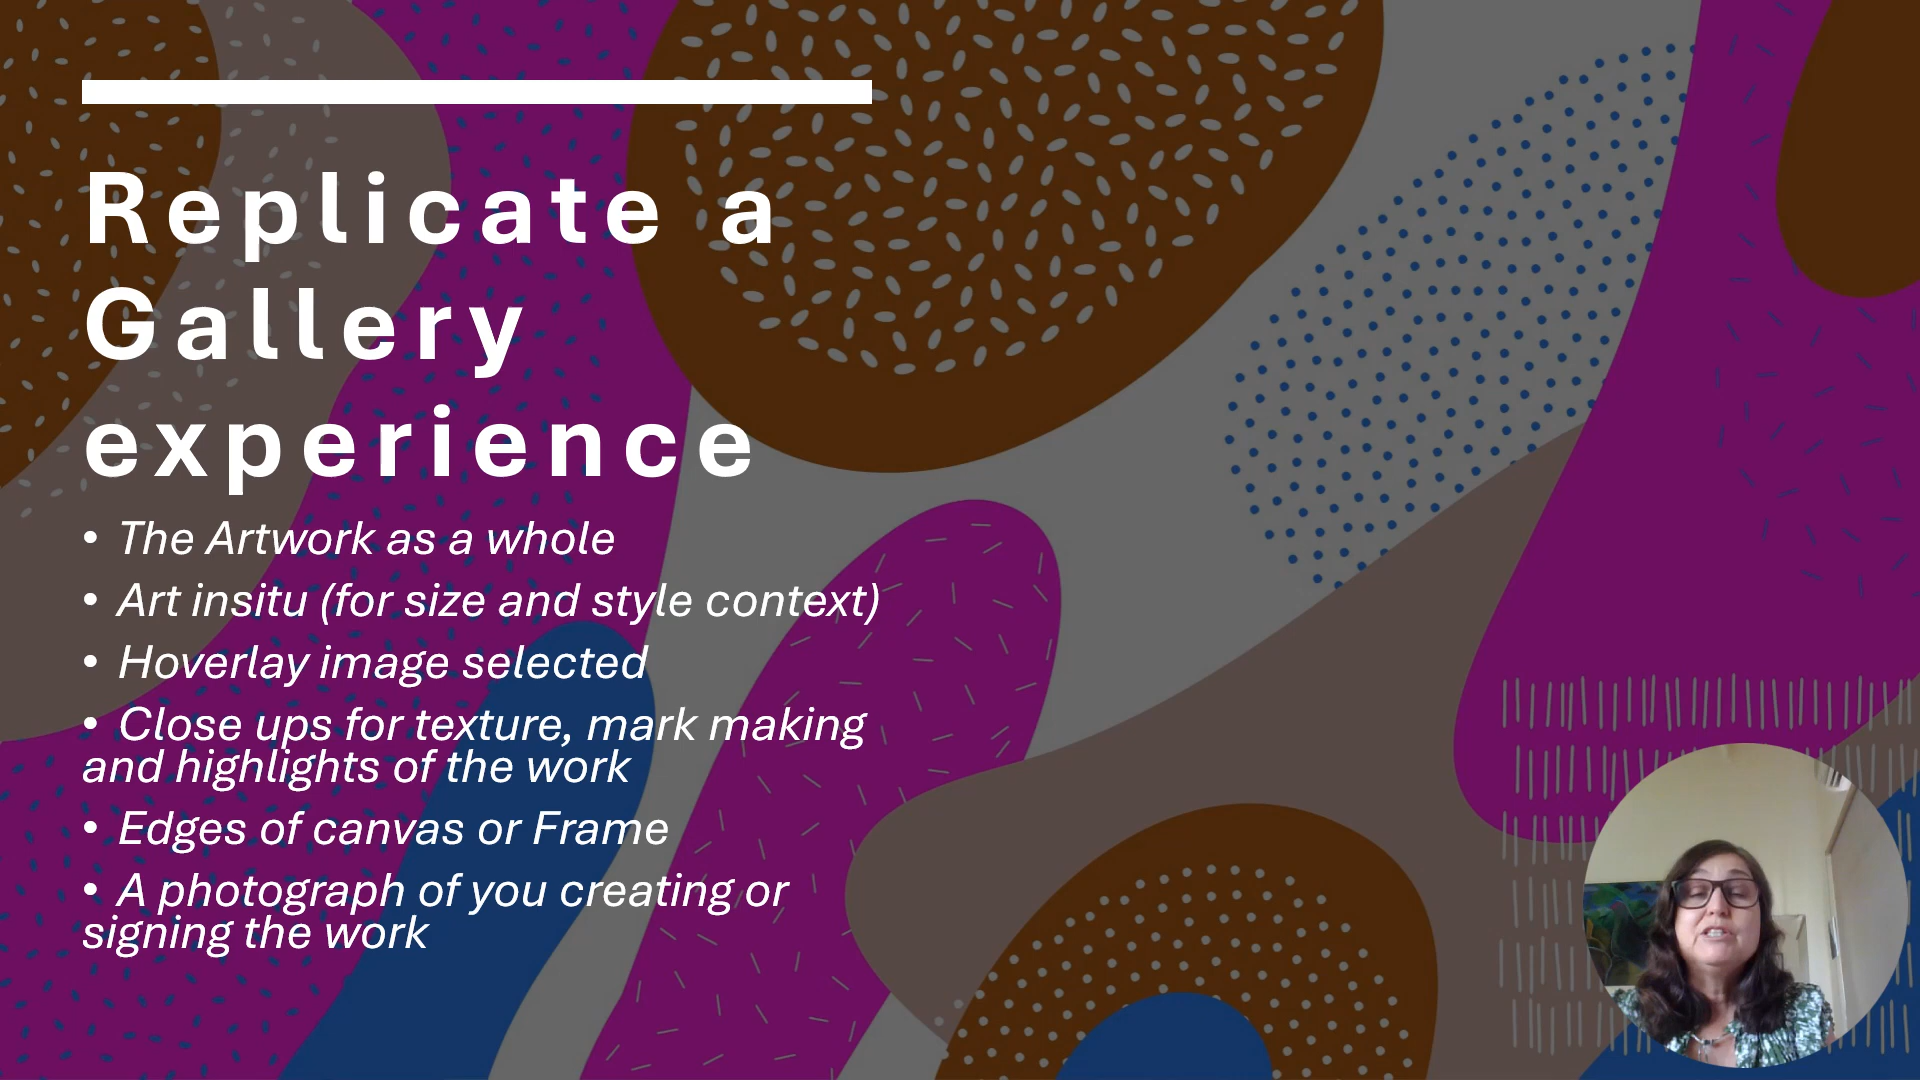 Replicate a
Gallery
experience
• The Artwork as a whole
• Art insitu (for size and style context)
• Hoverlay image selected
• Close ups for texture, mark making
and highlights of the work
• Edges of canvas or Frame
• A photograph of you creating or
signing the work